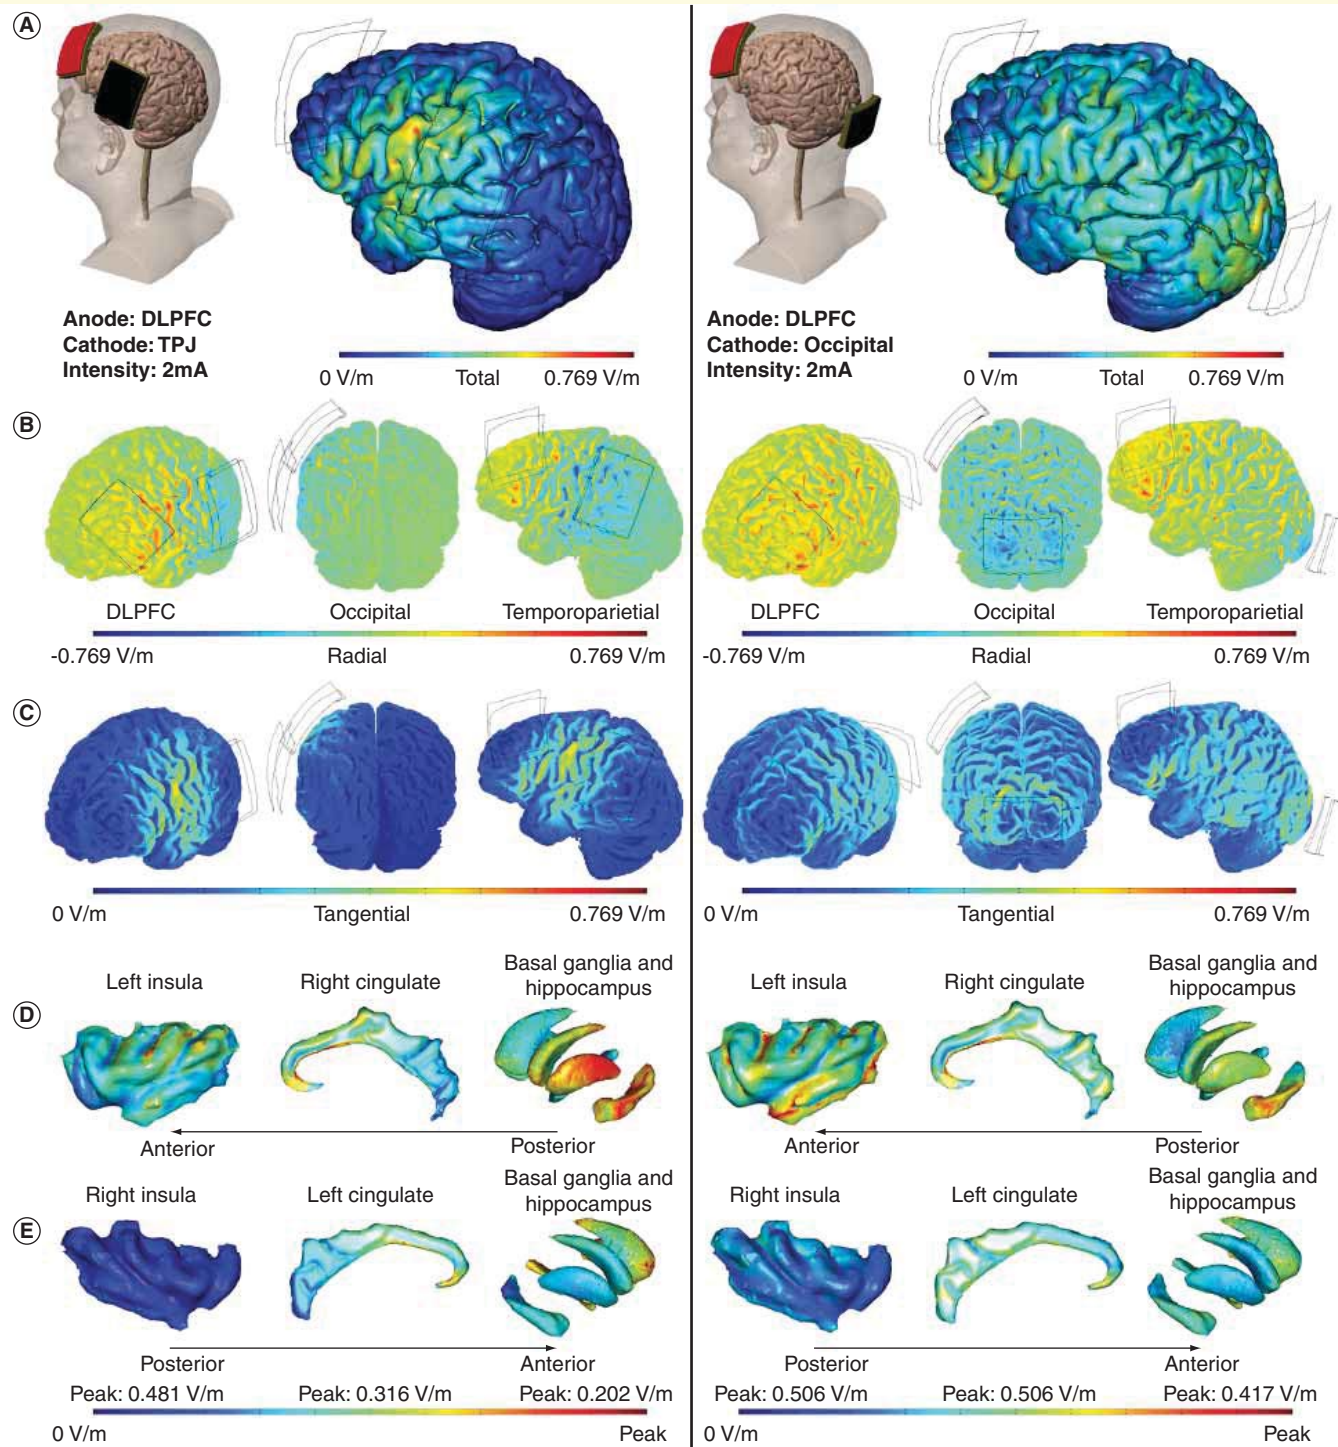 A
Anode: DLPFC
Cathode: TPJ
Intensity: 2mA
0 V/m Total 0.769 V/m
Anode: DLPFC
Cathode: Occipital
Intensity: 2mA
0 V/m Total 0.769 V/m
B
DLPFC Occipital Temporoparietial
-0.769 V/m Radial 0.769 V/m
DLPFC Occipital Temporoparietial
-0.769 V/m Radial 0.769 V/m
C
0 V/m Tangential 0.769 V/m
0 V/m Tangential 0.769 V/m
D
Left insula Right cingulate Basal ganglia and
hippocampus
Anterior Posterior
Left insula Right cingulate Basal ganglia and
hippocampus
Anterior Posterior
E
Right insula Left cingulate Basal ganglia and
hippocampus
Posterior Anterior
Peak: 0.481 V/m Peak: 0.316 V/m Peak: 0.202 V/m
0 V/m Peak
Right insula Left cingulate Basal ganglia and
hippocampus
Posterior Anterior
Peak: 0.506 V/m Peak: 0.506 V/m Peak: 0.417 V/m
0 V/m Peak